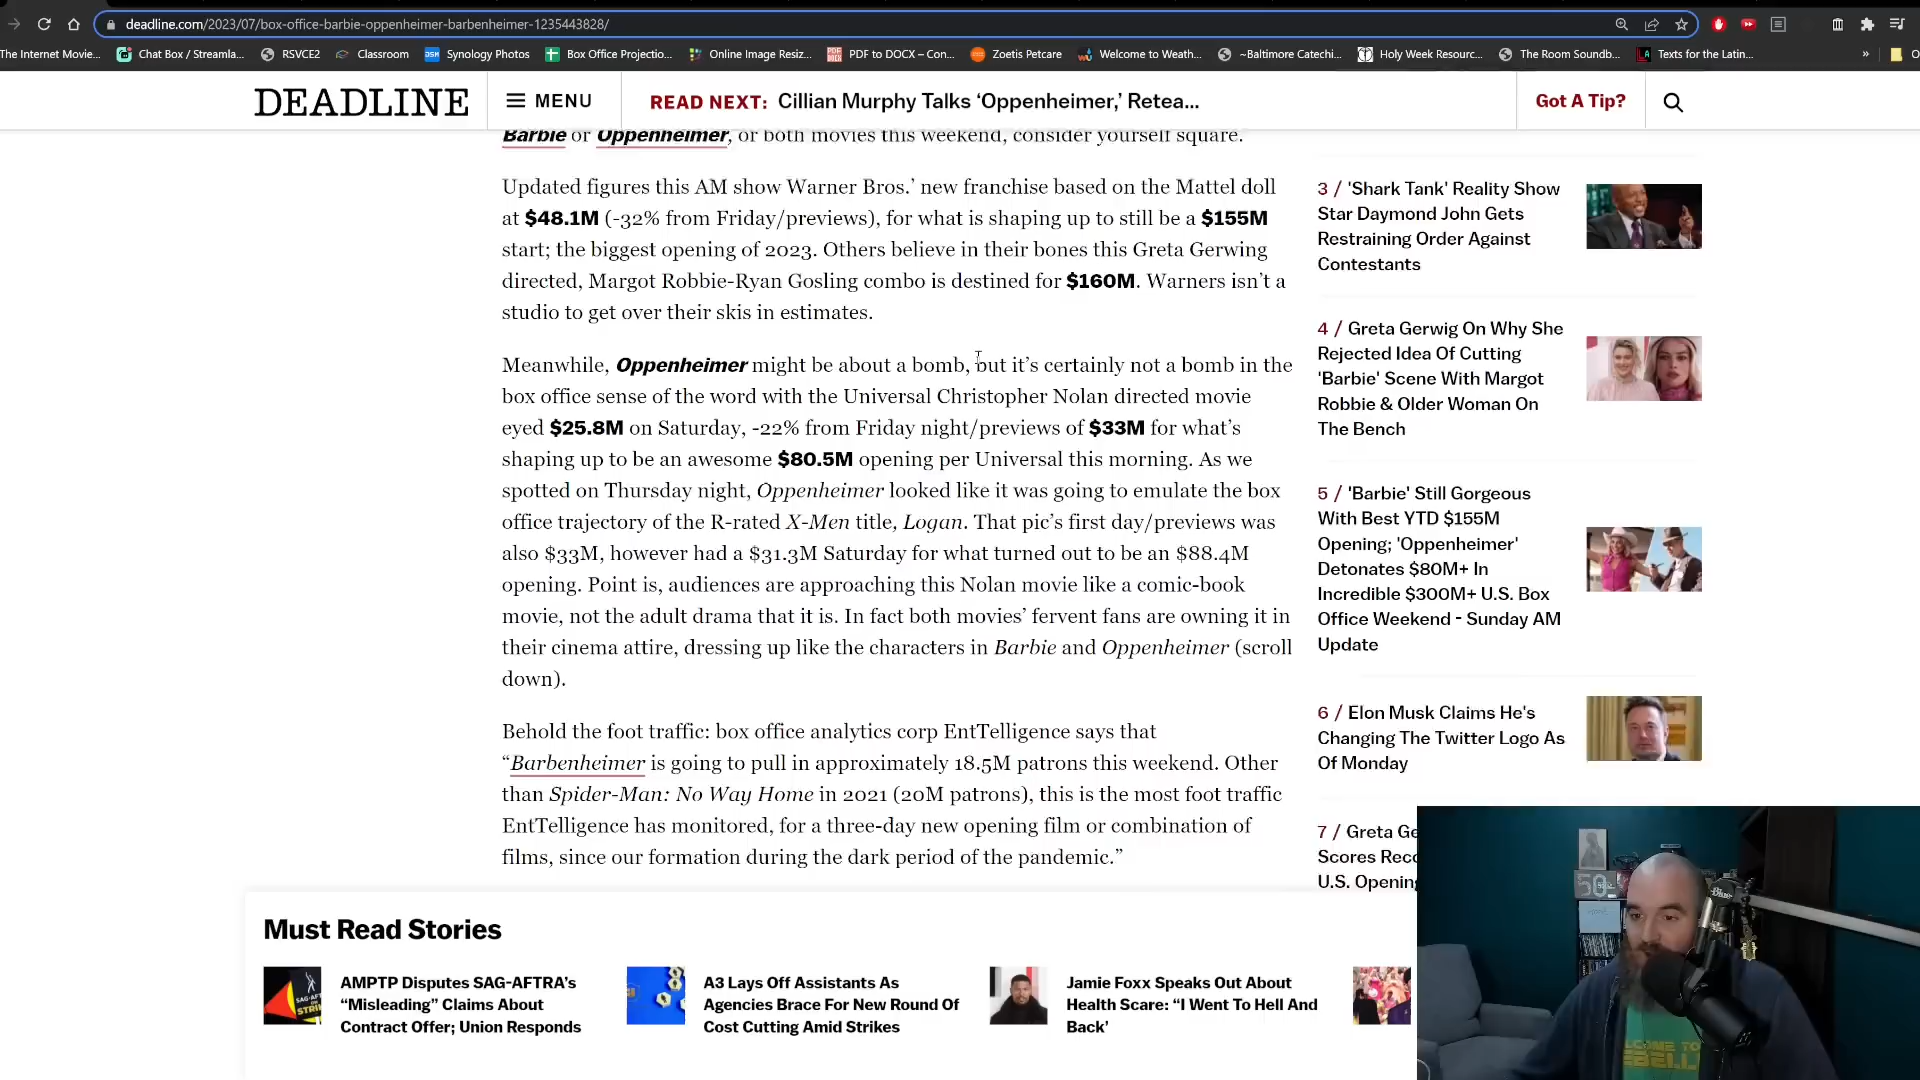 deadline.com/2023/07/box-office-barbie-oppenheimer-barbenheimer-1235443828/
The Internet Movie...
Chat Box / Streamla...
RSVCE2
Classroom
Synology Photos
Box Office Projectio...
Online Image Resiz...
PDF to DOCX – Con...
Zoetis Petcare
Welcome to Weath...
~Baltimore Catechi...
Holy Week Resourc...
The Room Soundb...
Texts for the Latin...
»
DEADLINE
MENU
READ NEXT: Cillian Murphy Talks ‘Oppenheimer,’ Retea...
Got A Tip?
Barbie or Oppenheimer, or both movies this weekend, consider yourself square.
Updated figures this AM show Warner Bros.’ new franchise based on the Mattel doll
at $48.1M (-32% from Friday/previews), for what is shaping up to still be a $155M
start; the biggest opening of 2023. Others believe in their bones this Greta Gerwing
directed, Margot Robbie-Ryan Gosling combo is destined for $160M. Warners isn’t a
studio to get over their skis in estimates.
Meanwhile, Oppenheimer might be about a bomb, but it’s certainly not a bomb in the
box office sense of the word with the Universal Christopher Nolan directed movie
eyed $25.8M on Saturday, -22% from Friday night/previews of $33M for what’s
shaping up to be an awesome $80.5M opening per Universal this morning. As we
spotted on Thursday night, Oppenheimer looked like it was going to emulate the box
office trajectory of the R-rated X-Men title, Logan. That pic’s first day/previews was
also $33M, however had a $31.3M Saturday for what turned out to be an $88.4M
opening. Point is, audiences are approaching this Nolan movie like a comic-book
movie, not the adult drama that it is. In fact both movies’ fervent fans are owning it in
their cinema attire, dressing up like the characters in Barbie and Oppenheimer (scroll
down).
Behold the foot traffic: box office analytics corp EntTelligence says that
“Barbenheimer is going to pull in approximately 18.5M patrons this weekend. Other
than Spider-Man: No Way Home in 2021 (20M patrons), this is the most foot traffic
EntTelligence has monitored, for a three-day new opening film or combination of
films, since our formation during the dark period of the pandemic.”
3 / 'Shark Tank' Reality Show
Star Daymond John Gets
Restraining Order Against
Contestants
4 / Greta Gerwig On Why She
Rejected Idea Of Cutting
'Barbie' Scene With Margot
Robbie & Older Woman On
The Bench
5 / 'Barbie' Still Gorgeous
With Best YTD $155M
Opening; 'Oppenheimer'
Detonates $80M+ In
Incredible $300M+ U.S. Box
Office Weekend - Sunday AM
Update
6 / Elon Musk Claims He's
Changing The Twitter Logo As
Of Monday
7 / Greta Ge
Scores Reco
U.S. Opening
Must Read Stories
AMPTP Disputes SAG-AFTRA’s
“Misleading” Claims About
Contract Offer; Union Responds
A3 Lays Off Assistants As
Agencies Brace For New Round Of
Cost Cutting Amid Strikes
Jamie Foxx Speaks Out About
Health Scare: “I Went To Hell And
Back’